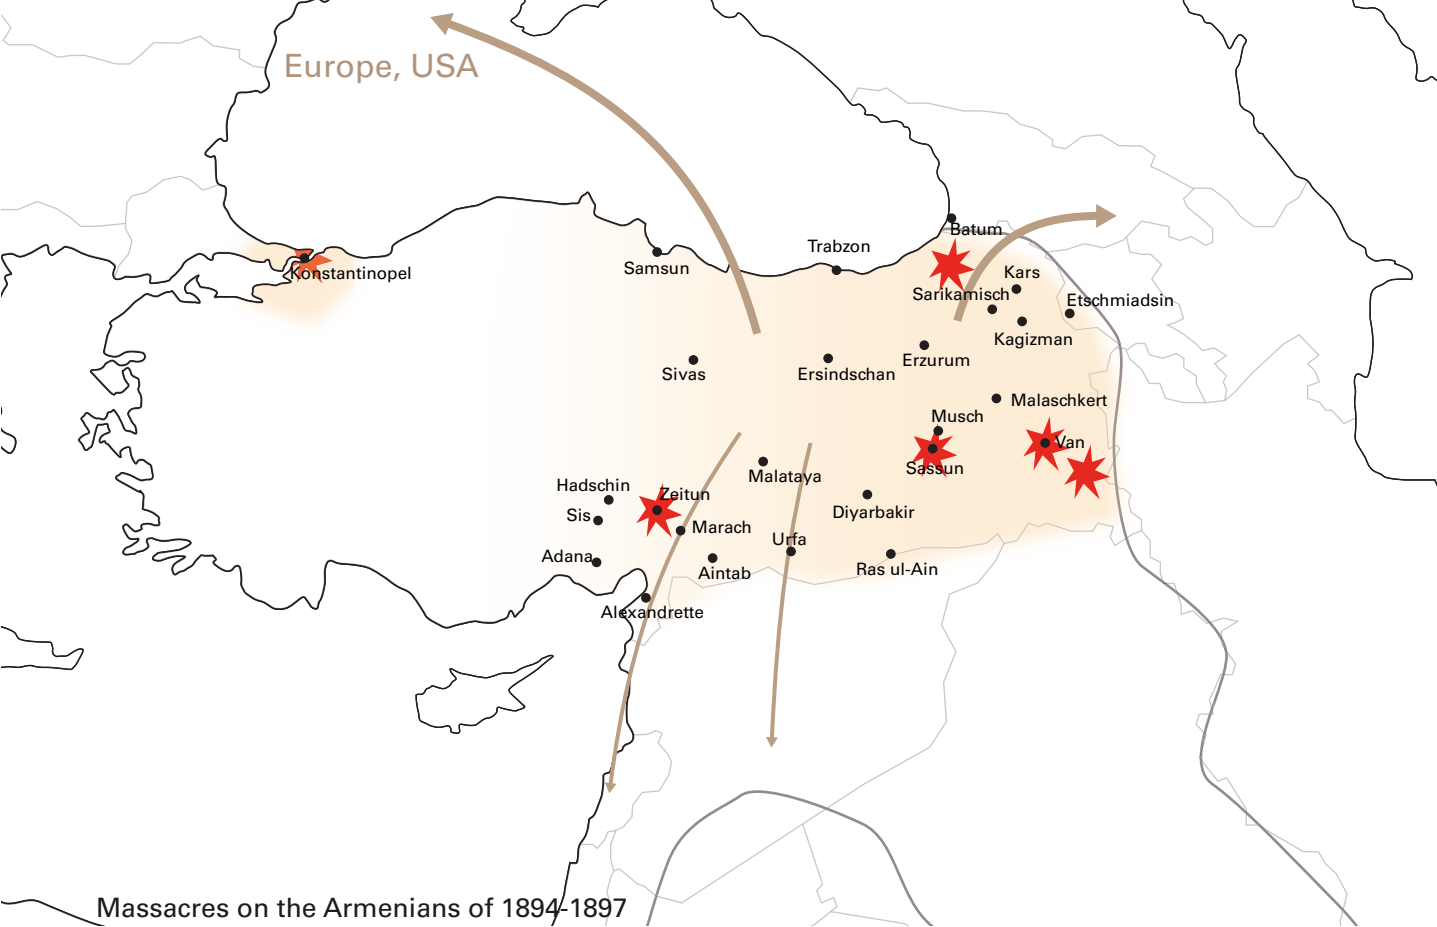 Europe, USA
Batum
Trabzon
Samsun
Konstantinopel
Kars
Sarikamisch
Etschmiadsin
Kagizman
Erzurum
Sivas
Ersindschan
Malaschkert
Musch
Van
Sassun
Malataya
Hadschin
Zeitun
Sis
Diyarbakir
Marach
Urfa
Adana
Aintab
Ras ul-Ain
Alexandrette
Massacres on the Armenians of 1894-1897